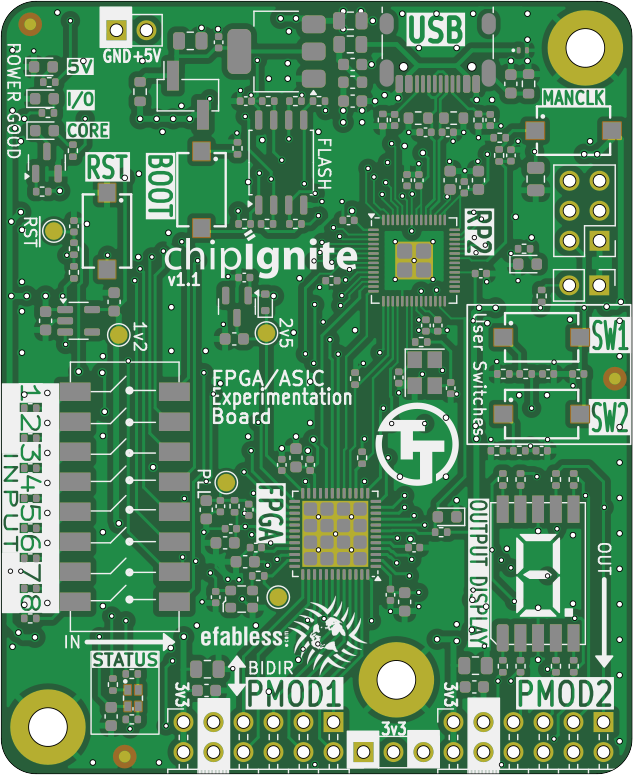 GND +5V
USB
POWER GOUD
5V
I/O
CORE
MANCLK
RST
BOOT
FLASH
RST
RP2
chipIgnite
v1.1
1v2
2v5
User Switches
SW1
SW2
FPGA/ASIC
Experimentation
Board
INPUT
1
2
3
4
5
6
7
8
FPGA
OUTPUT DISPLAY
OUT
efabless
IN
BIDIR
STATUS
3v3
PMOD1
3v3
3v3
PMOD2